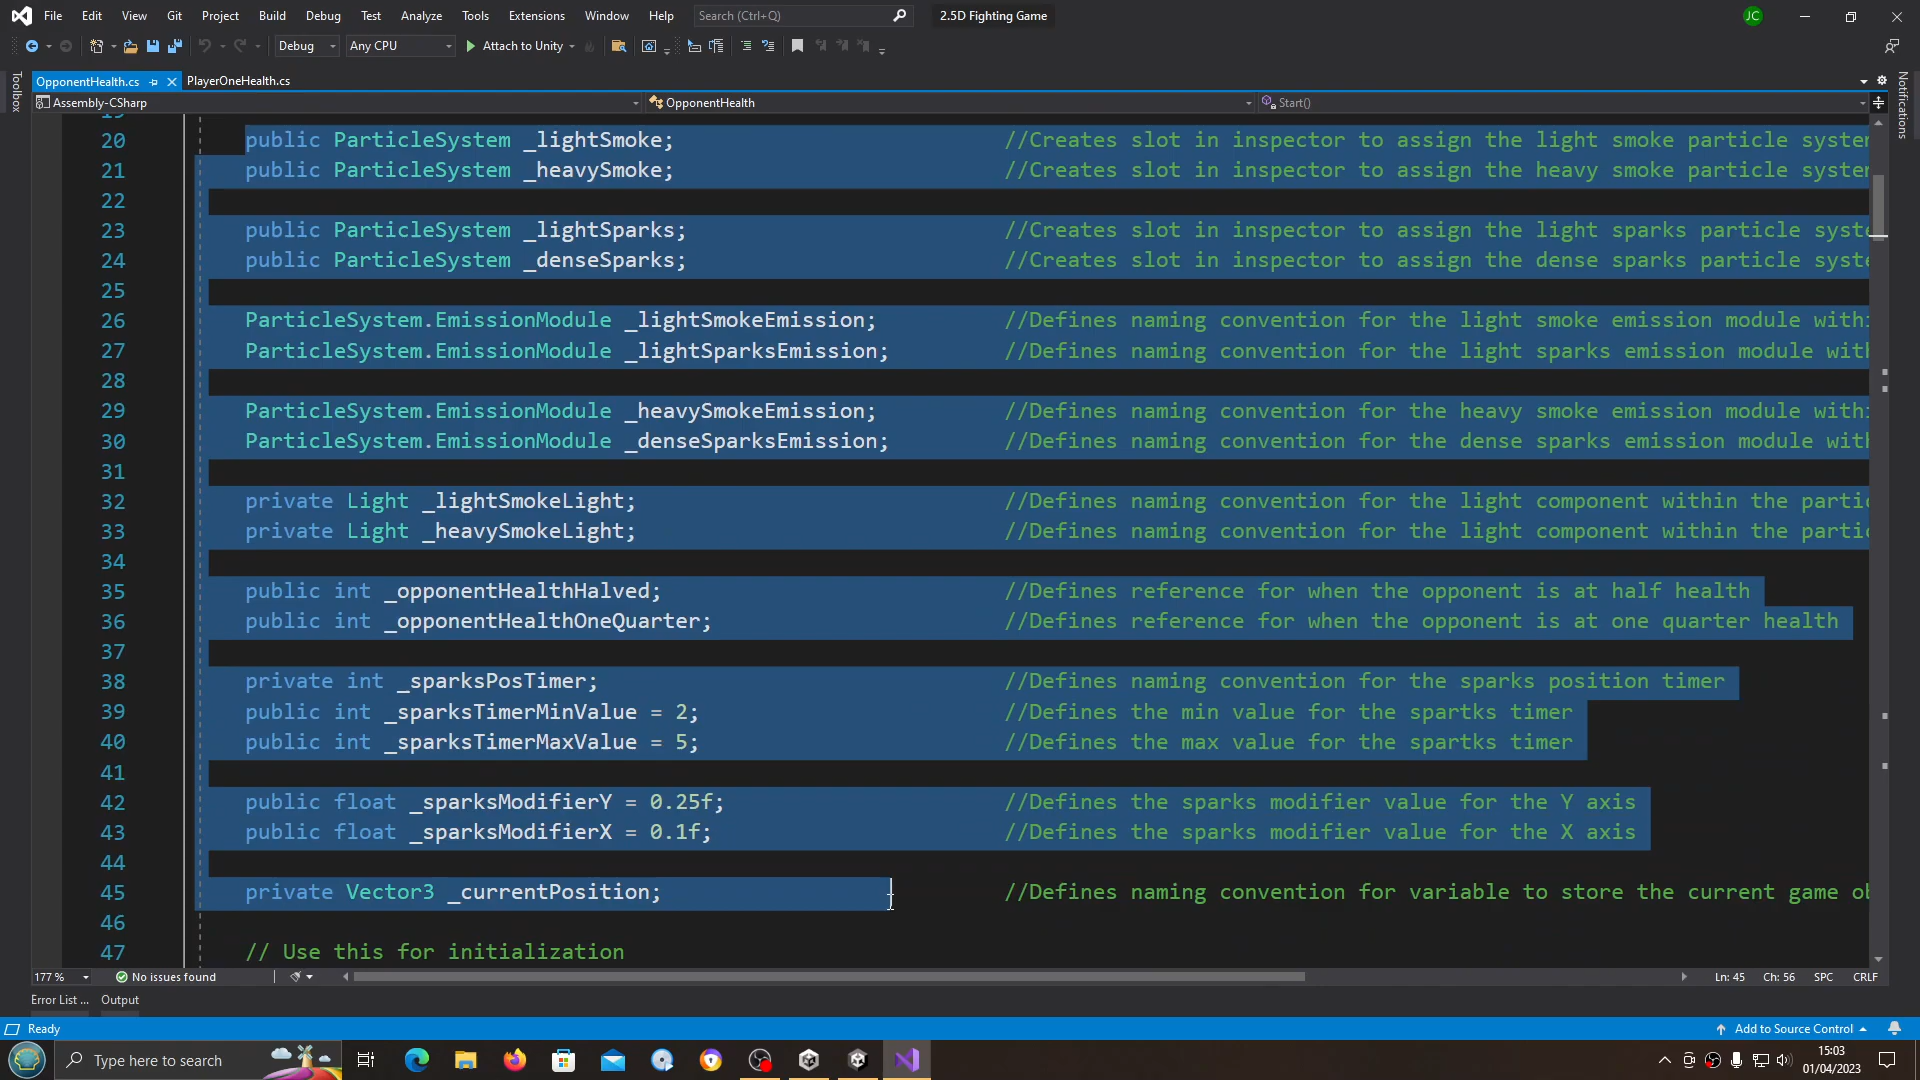 File Edit View Git Project Build Debug Test Analyze Tools Extensions Window Help Search (Ctrl+Q) 2.5D Fighting Game JC
Debug Any CPU Attach to Unity
OpponentHealth.cs PlayerOneHealth.cs
Assembly-CSharp OpponentHealth Start()
Toolbox
Notifications
19
20 public ParticleSystem _lightSmoke; //Creates slot in inspector to assign the light smoke particle system
21 public ParticleSystem _heavySmoke; //Creates slot in inspector to assign the heavy smoke particle system
22
23 public ParticleSystem _lightSparks; //Creates slot in inspector to assign the light sparks particle syste
24 public ParticleSystem _denseSparks; //Creates slot in inspector to assign the dense sparks particle syste
25
26 ParticleSystem.EmissionModule _lightSmokeEmission; //Defines naming convention for the light smoke emission module withi
27 ParticleSystem.EmissionModule _lightSparksEmission; //Defines naming convention for the light sparks emission module with
28
29 ParticleSystem.EmissionModule _heavySmokeEmission; //Defines naming convention for the heavy smoke emission module withi
30 ParticleSystem.EmissionModule _denseSparksEmission; //Defines naming convention for the dense sparks emission module with
31
32 private Light _lightSmokeLight; //Defines naming convention for the light component within the partic
33 private Light _heavySmokeLight; //Defines naming convention for the light component within the partic
34
35 public int _opponentHealthHalved; //Defines reference for when the opponent is at half health
36 public int _opponentHealthOneQuarter; //Defines reference for when the opponent is at one quarter health
37
38 private int _sparksPosTimer; //Defines naming convention for the sparks position timer
39 public int _sparksTimerMinValue = 2; //Defines the min value for the spartks timer
40 public int _sparksTimerMaxValue = 5; //Defines the max value for the spartks timer
41
42 public float _sparksModifierY = 0.25f; //Defines the sparks modifier value for the Y axis
43 public float _sparksModifierX = 0.1f; //Defines the sparks modifier value for the X axis
44
45 private Vector3 _currentPosition; //Defines naming convention for variable to store the current game ob
46
47 // Use this for initialization
177 % No issues found Ln: 45 Ch: 56 SPC CRLF
Error List ... Output
Ready Add to Source Control
Type here to search 15:03
01/04/2023